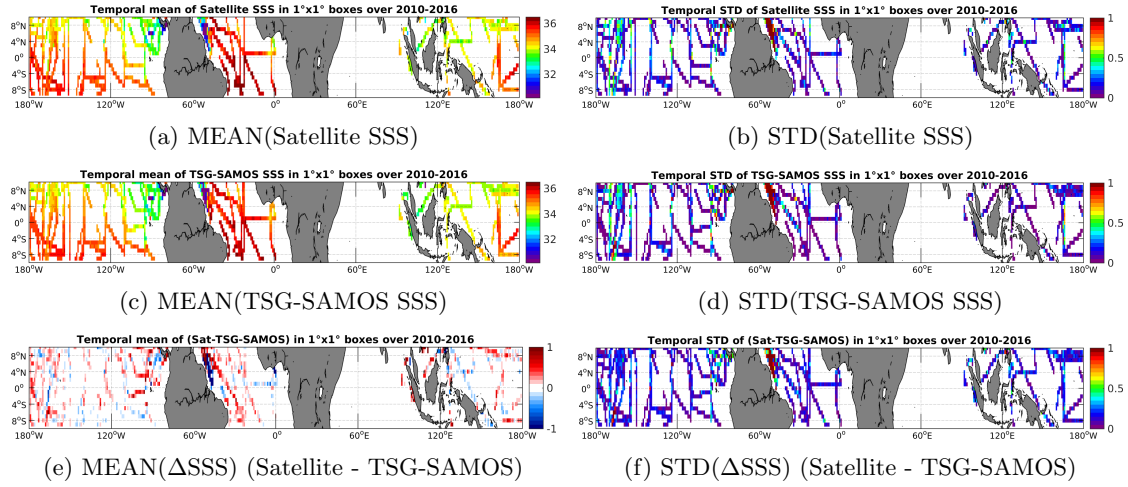 Temporal mean of Satellite SSS in 1°x1° boxes over 2010-2016
8°N
4°N
0°
4°S
8°S
180°W 120°W 60°W 0° 60°E 120°E 180°W
36
34
32
(a) MEAN(Satellite SSS)
Temporal STD of Satellite SSS in 1°x1° boxes over 2010-2016
8°N
4°N
0°
4°S
8°S
180°W 120°W 60°W 0° 60°E 120°E 180°W
1
0.5
0
(b) STD(Satellite SSS)
Temporal mean of TSG-SAMOS SSS in 1°x1° boxes over 2010-2016
8°N
4°N
0°
4°S
8°S
180°W 120°W 60°W 0° 60°E 120°E 180°W
36
34
32
(c) MEAN(TSG-SAMOS SSS)
Temporal STD of TSG-SAMOS SSS in 1°x1° boxes over 2010-2016
8°N
4°N
0°
4°S
8°S
180°W 120°W 60°W 0° 60°E 120°E 180°W
1
0.5
0
(d) STD(TSG-SAMOS SSS)
Temporal mean of (Sat-TSG-SAMOS) in 1°x1° boxes over 2010-2016
8°N
4°N
0°
4°S
8°S
180°W 120°W 60°W 0° 60°E 120°E 180°W
1
0.5
0
-0.5
-1
(e) MEAN(ΔSSS) (Satellite - TSG-SAMOS)
Temporal STD of (Sat-TSG-SAMOS) in 1°x1° boxes over 2010-2016
8°N
4°N
0°
4°S
8°S
180°W 120°W 60°W 0° 60°E 120°E 180°W
1
0.5
0
(f) STD(ΔSSS) (Satellite - TSG-SAMOS)